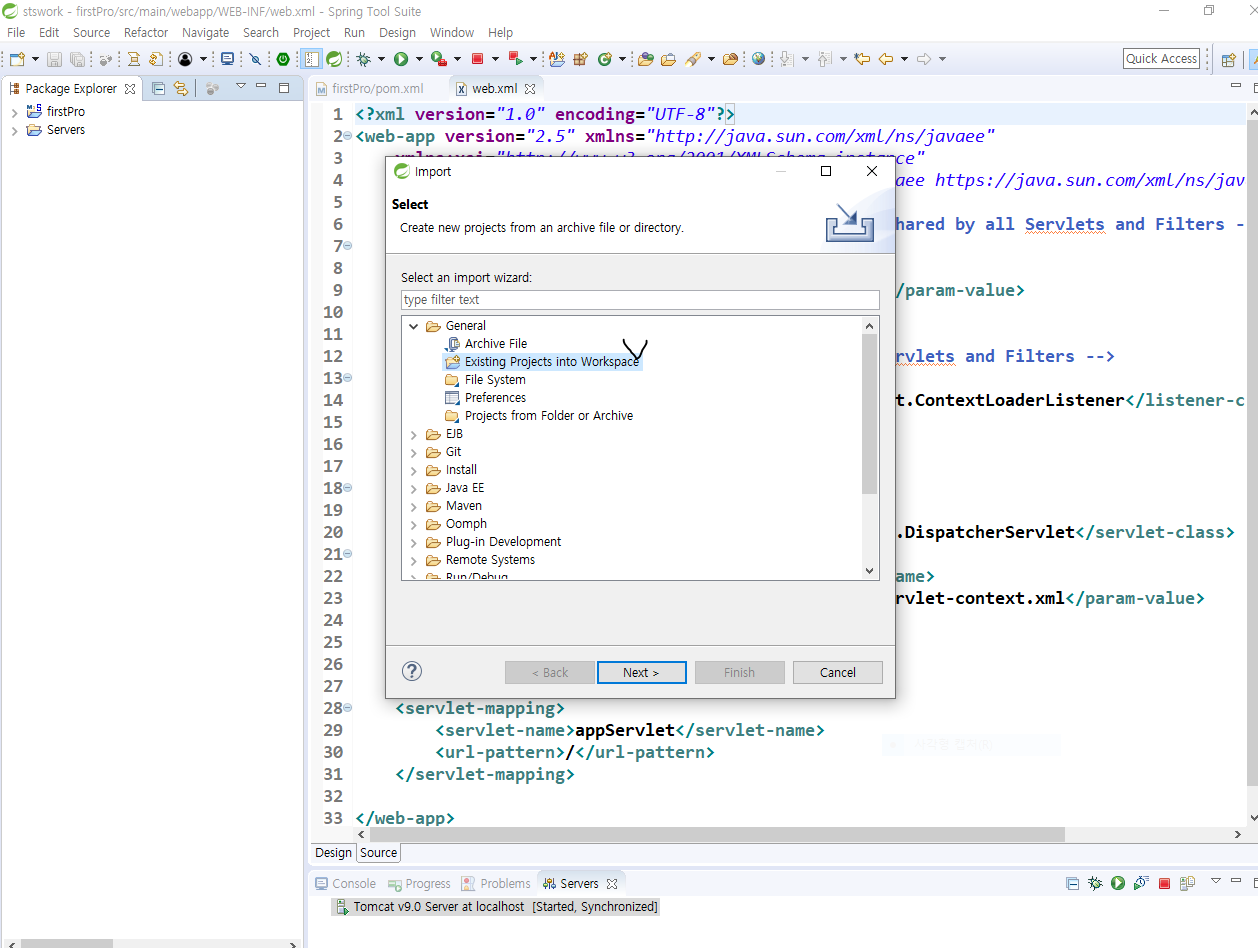 stswork - firstPro/src/main/webapp/WEB-INF/web.xml - Spring Tool Suite
File Edit Source Refactor Navigate Search Project Run Design Window Help
Quick Access
Package Explorer
firstPro
Servers
firstPro/pom.xml
web.xml
1 <?xml version="1.0" encoding="UTF-8"?>
2 <web-app version="2.5" xmlns="http://java.sun.com/xml/ns/javaee"
3
4 aee https://java.sun.com/xml/ns/jav
5
6 hared by all Servlets and Filters -
7
8
9 /param-value>
10
11
12 rvlets and Filters -->
13
14 t.ContextLoaderListener</listener-c
15
16
17
18
19
20 .DispatcherServlet</servlet-class>
21
22 ame>
23 rvlet-context.xml</param-value>
24
25
26
27
28 <servlet-mapping>
29 <servlet-name>appServlet</servlet-name>
30 <url-pattern>/</url-pattern>
31 </servlet-mapping>
32
33 </web-app>
Import
Select
Create new projects from an archive file or directory.
Select an import wizard:
type filter text
General
Archive File
Existing Projects into Workspace
File System
Preferences
Projects from Folder or Archive
EJB
Git
Install
Java EE
Maven
Oomph
Plug-in Development
Remote Systems
Run/Debug
< Back Next > Finish Cancel
Design Source
Console Progress Problems Servers
Tomcat v9.0 Server at localhost [Started, Synchronized]